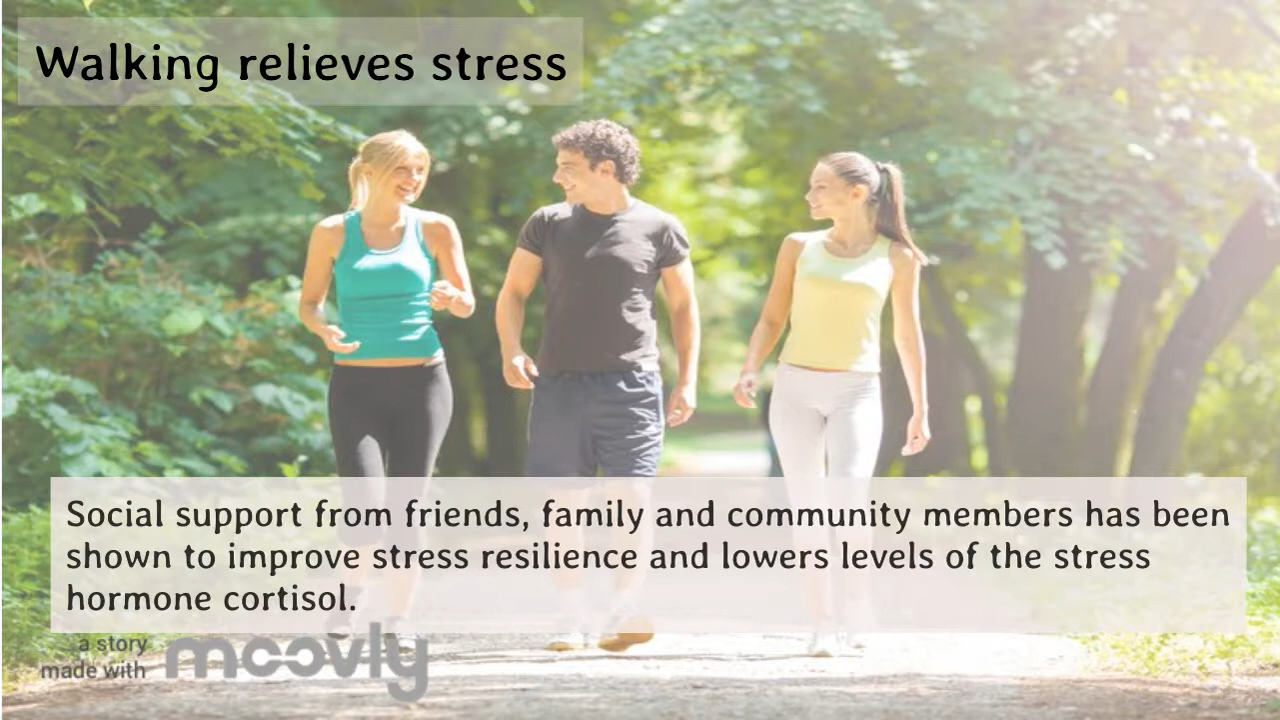 Walking relieves stress
Social support from friends, family and community members has been
shown to improve stress resilience and lowers levels of the stress
hormone cortisol.
a story
made with
moovly